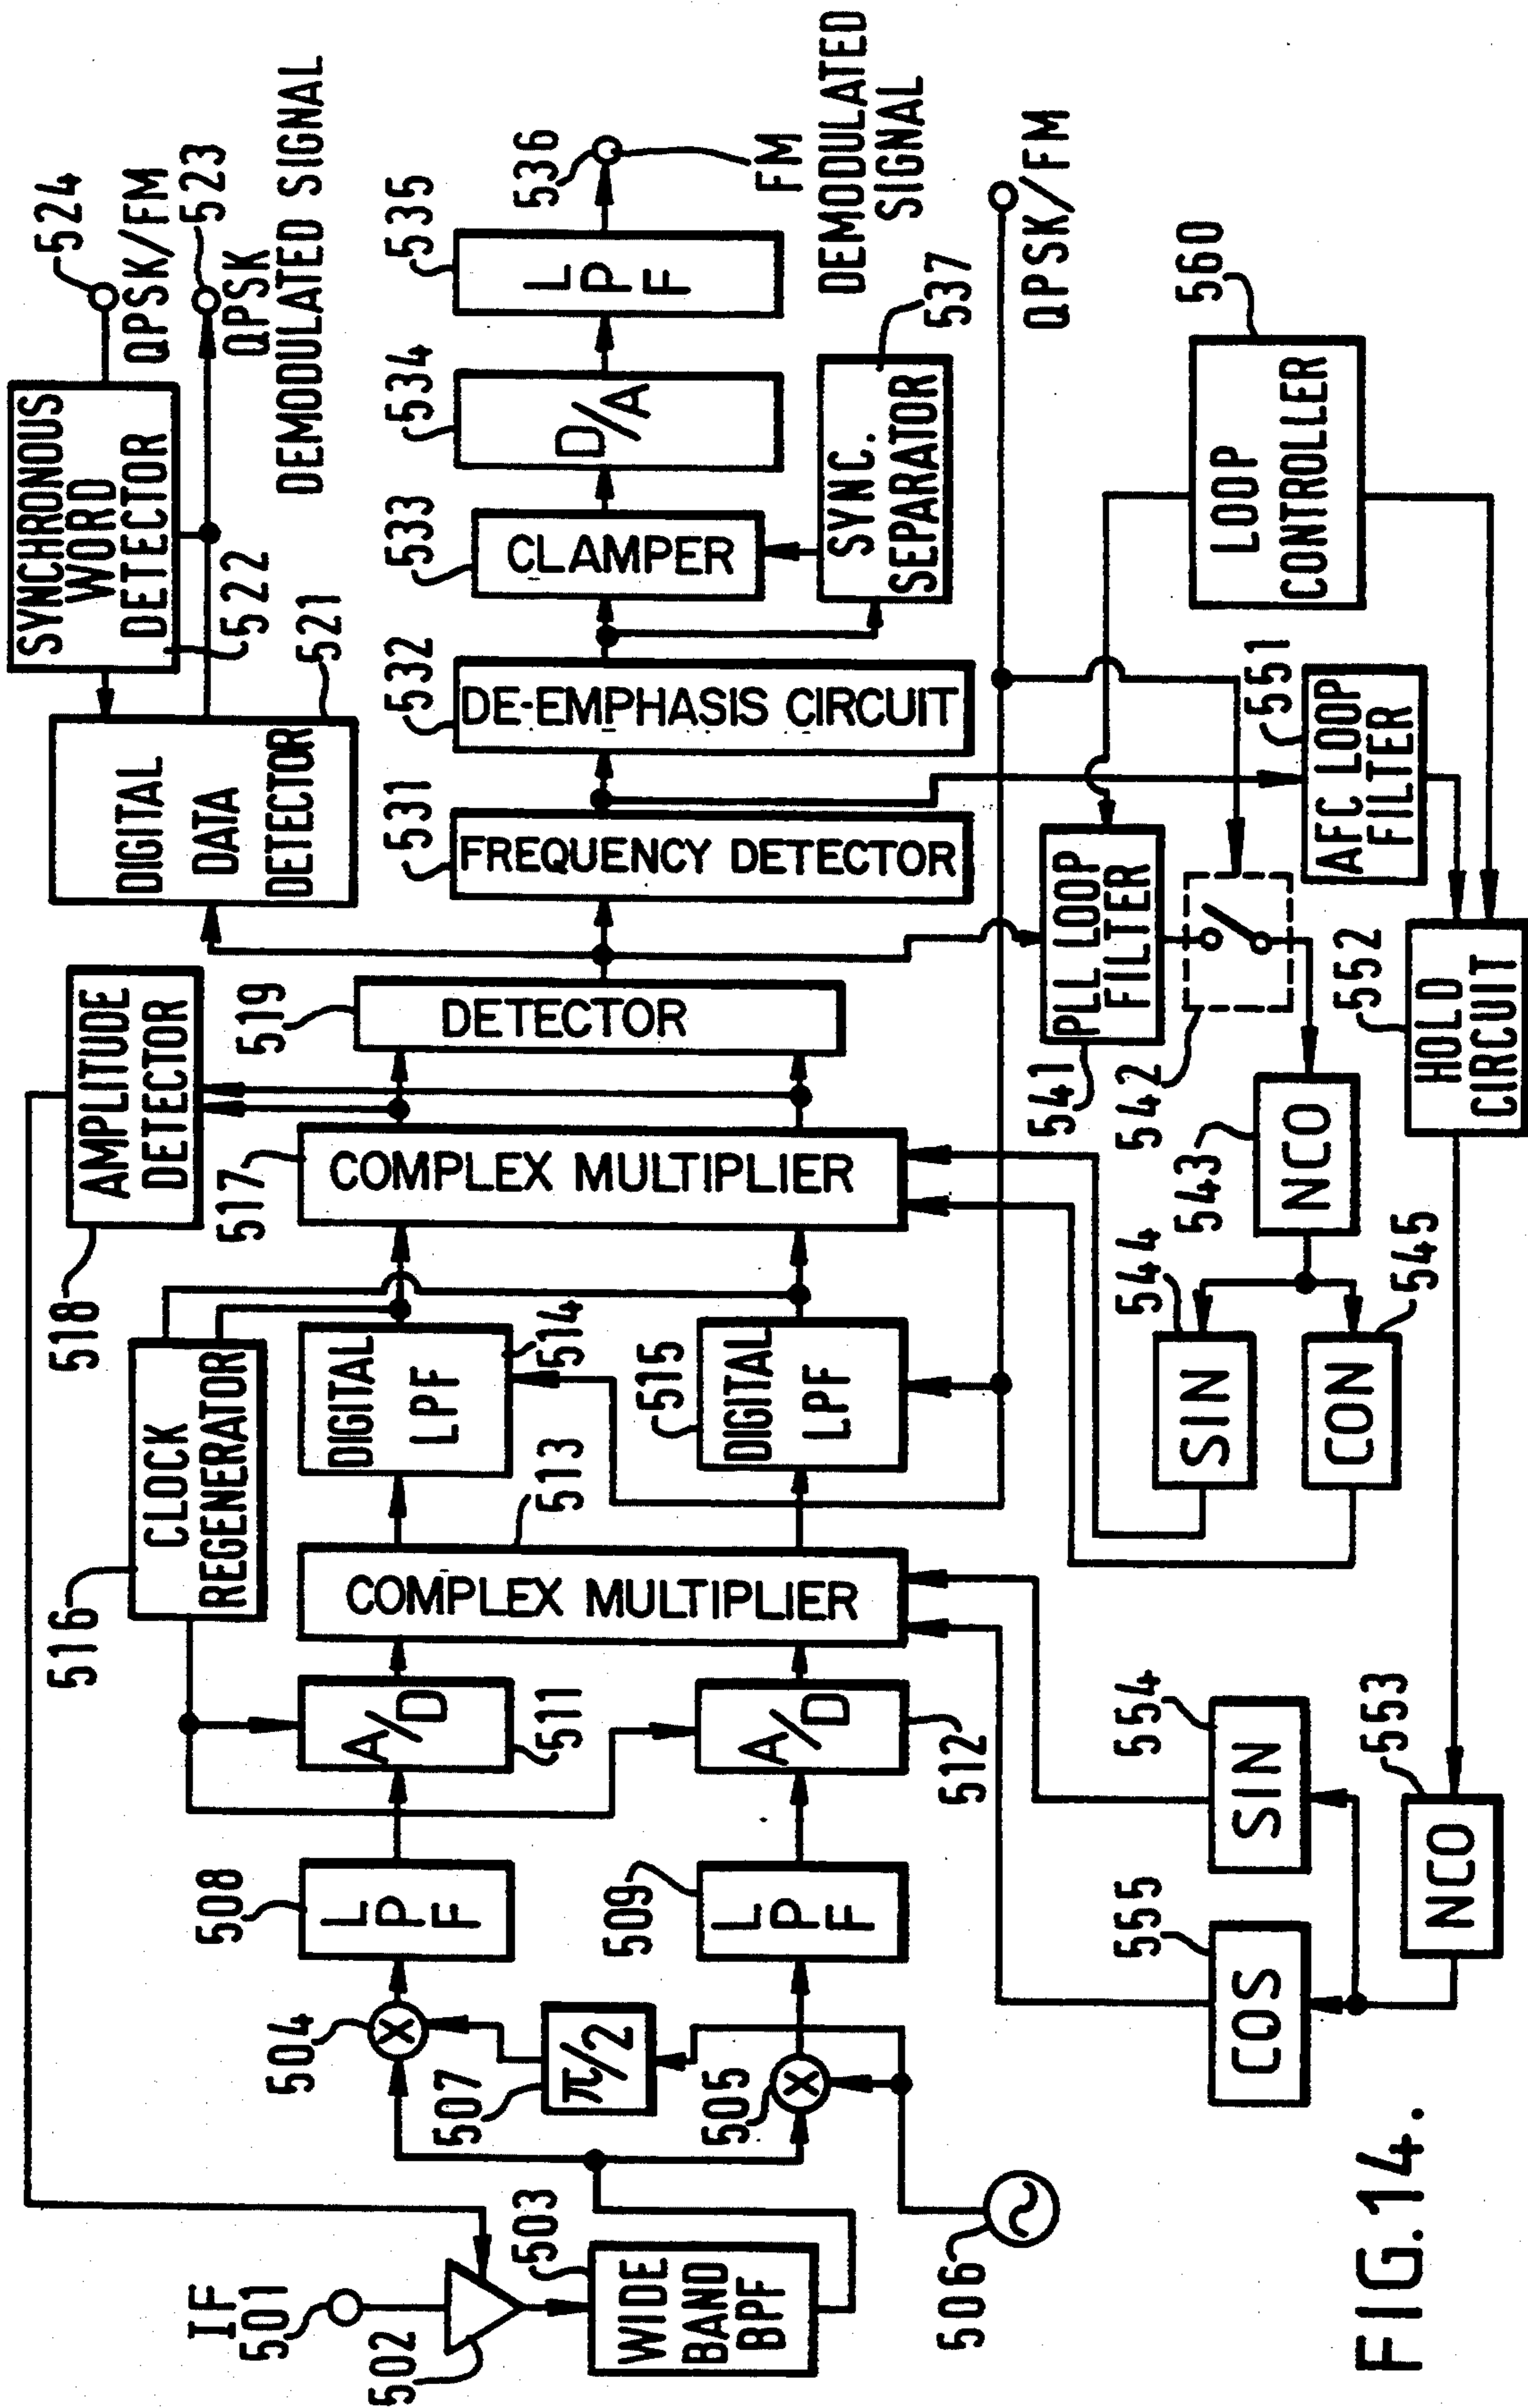 IF
501
502
503
WIDE
BAND
BPF
504
505
506
507
π/2
508
LPF
509
LPF
516
CLOCK
REGENERATOR
A/D
511
A/D
512
513
COMPLEX MULTIPLIER
DIGITAL
LPF
514
515
DIGITAL
LPF
517
COMPLEX MULTIPLIER
518
AMPLITUDE
DETECTOR
519
DETECTOR
DIGITAL
DATA
DETECTOR
521
SYNCHRONOUS
WORD
DETECTOR
522
524
QPSK/FM
523
QPSK
DEMODULATED SIGNAL
531
FREQUENCY DETECTOR
532
DE-EMPHASIS CIRCUIT
533
CLAMPER
534
D/A
535
LPF
536
FM
DEMODULATED
SIGNAL
SYNC.
SEPARATOR
537
QPSK/FM
541
PLL LOOP
FILTER
542
543
NCO
544
SIN
CON
545
551
AFC LOOP
FILTER
552
HOLD
CIRCUIT
560
LOOP
CONTROLLER
553
NCO
554
SIN
555
COS
FIG.14.